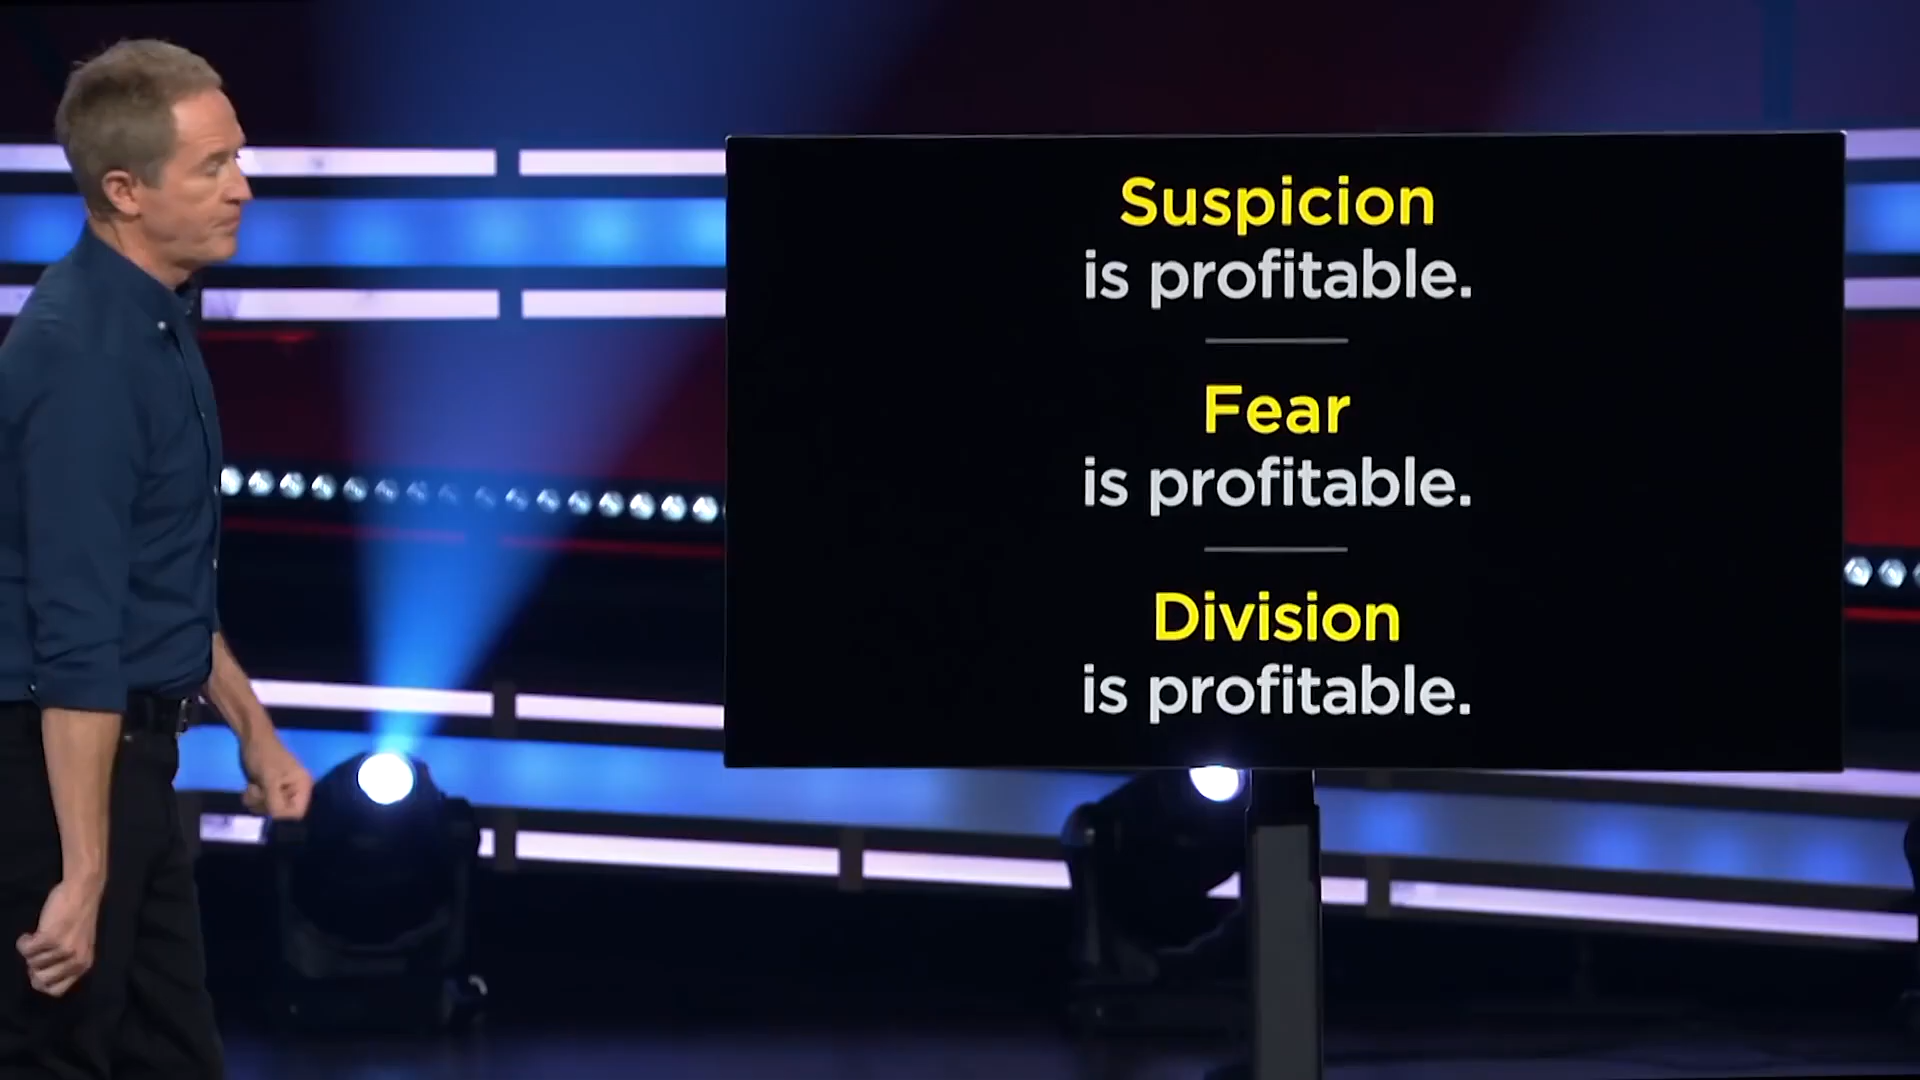 Suspicion
is profitable.
Fear
is profitable.
Division
is profitable.